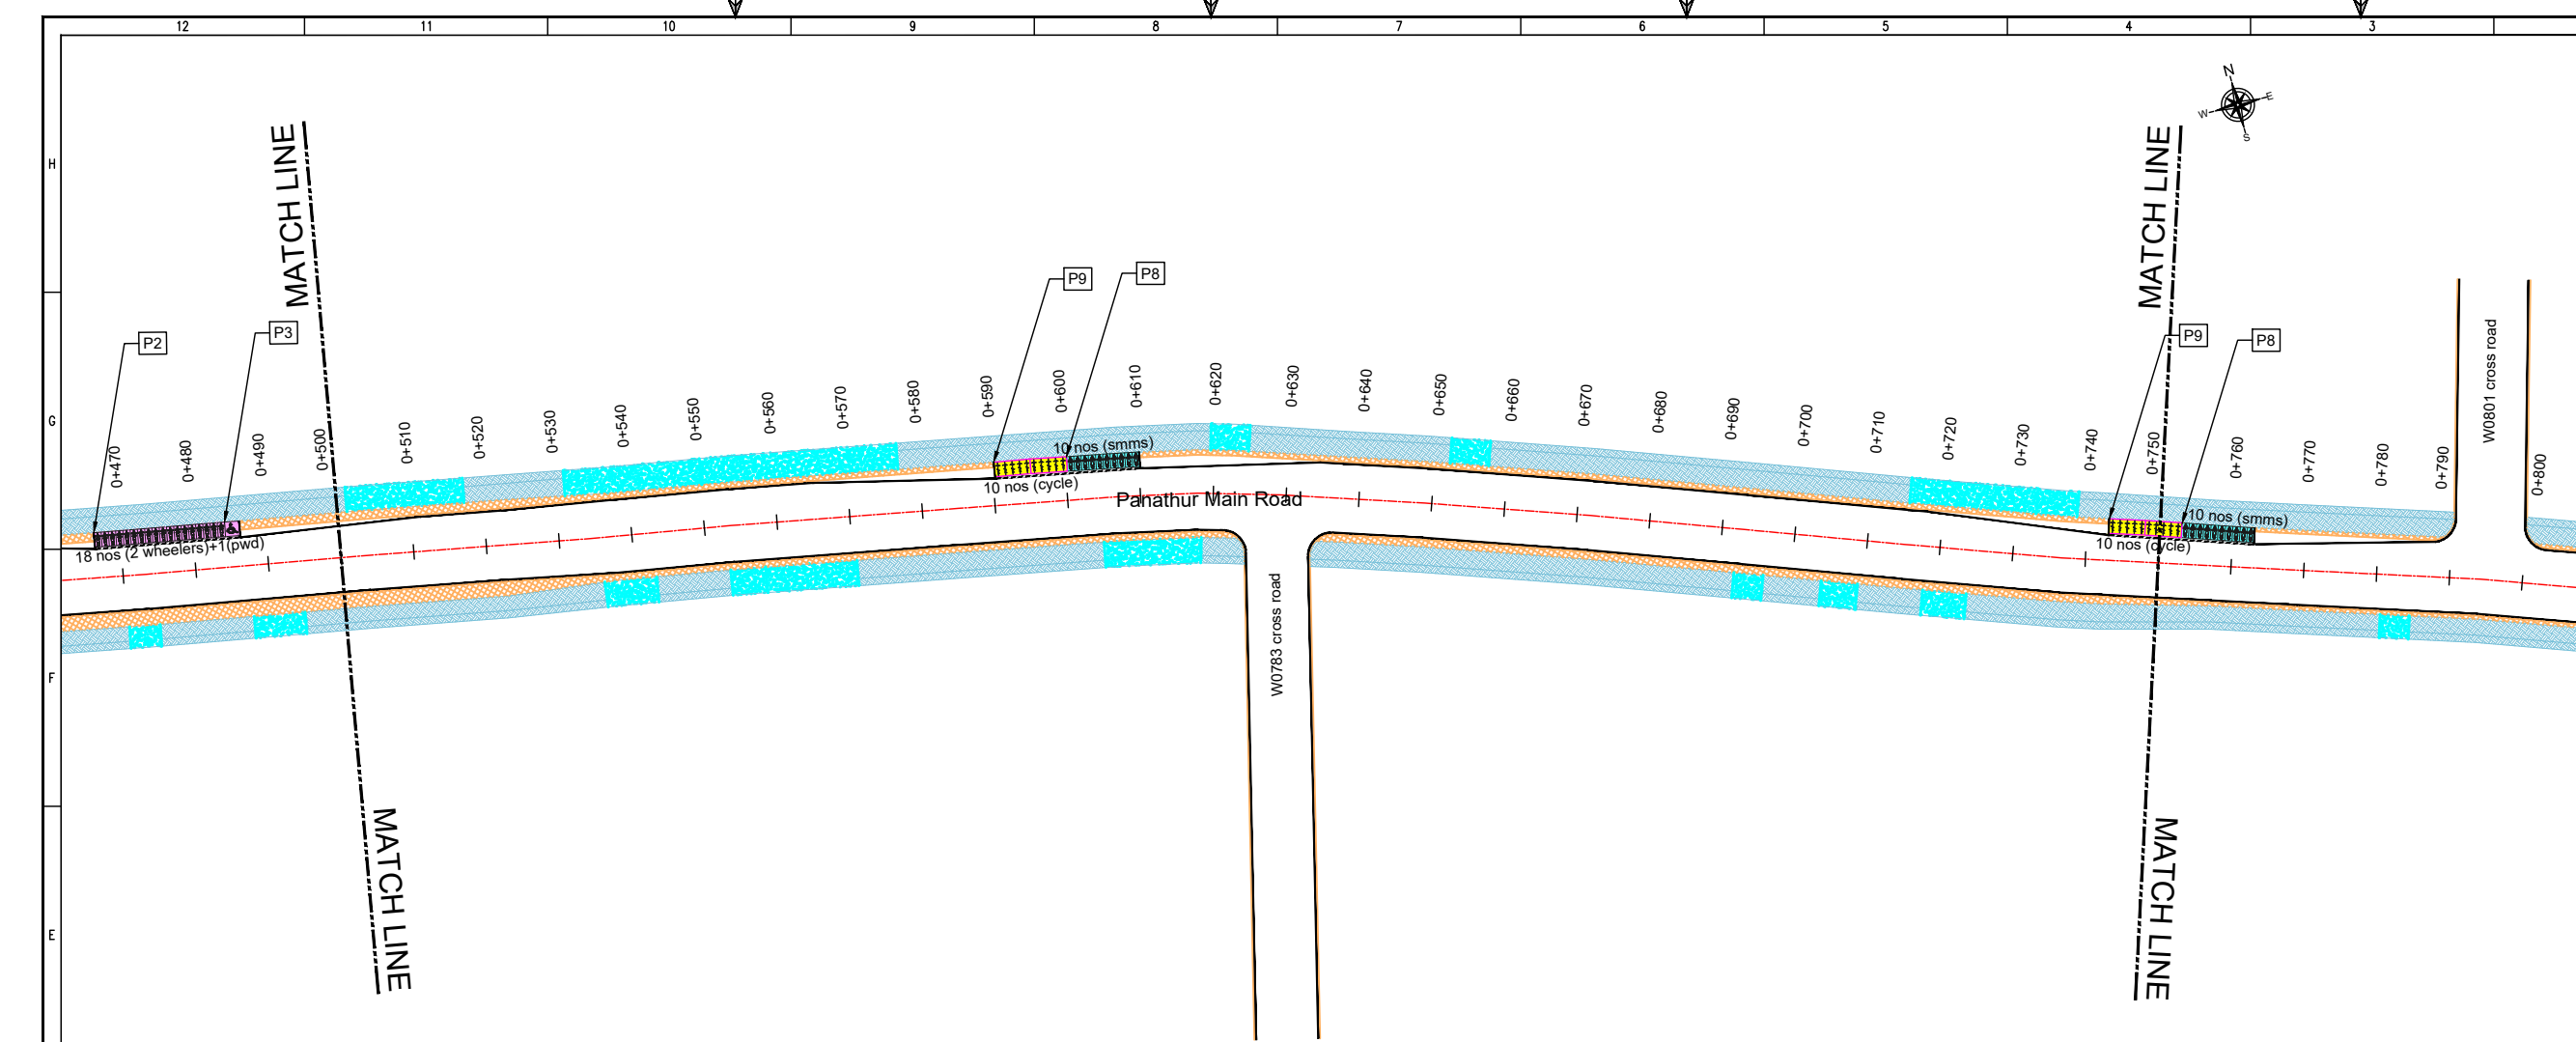 12 11 10 9 8 7 6 5 4 3
H
G
F
E
N
E
W
S
MATCH LINE
MATCH LINE
P9
P8
P2
P3
P9
P8
W0801 cross road
0+470 0+480 0+490 0+500 0+510 0+520 0+530 0+540 0+550 0+560 0+570 0+580 0+590 0+600 0+610 0+620 0+630 0+640 0+650 0+660 0+670 0+680 0+690 0+700 0+710 0+720 0+730 0+740 0+750 0+760 0+770 0+780 0+790 0+800
10 nos (smms)
10 nos (cycle)
Panathur Main Road
10 nos (smms)
10 nos (cycle)
18 nos (2 wheelers)+1(pwd)
W0783 cross road
MATCH LINE
MATCH LINE